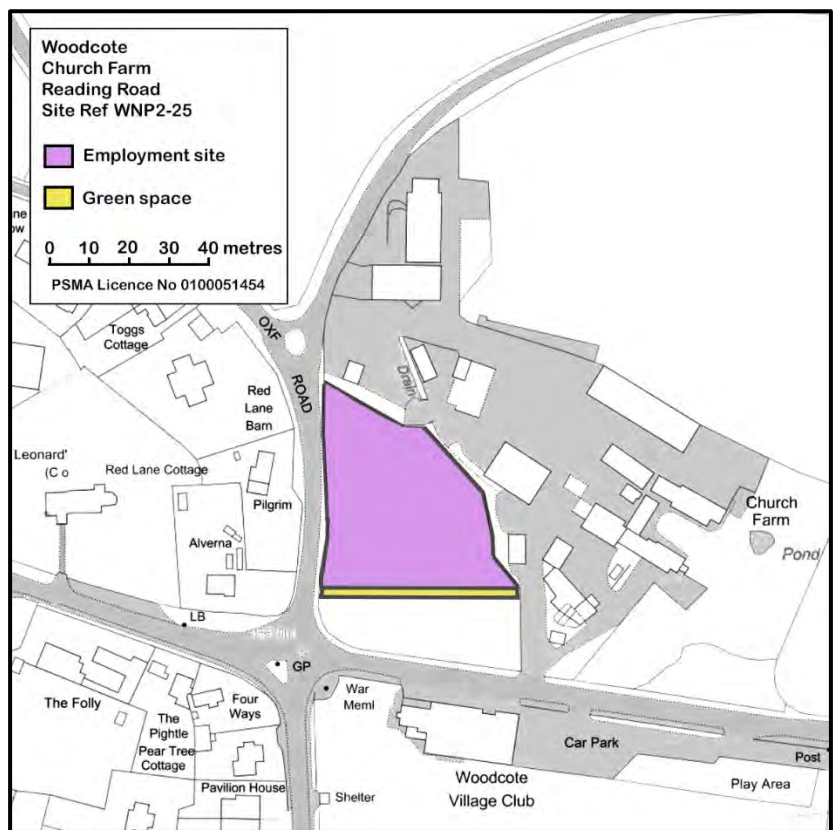 Woodcote
Church Farm
Reading Road
Site Ref WNP2-25
Employment site
Green space
0 10 20 30 40 metres
PSMA Licence No 0100051454
ne
ow
Toggs
Cottage
OXF
ROAD
Drain
Red
Lane
Barn
Leonard'
(C o
Red Lane Cottage
Pilgrim
Alverna
Church
Farm
Pond
LB
GP
War
Meml
The Folly
The
Pightle
Pear Tree
Cottage
Four
Ways
Pavilion House
Shelter
Woodcote
Village Club
Car Park
Post
Play Area